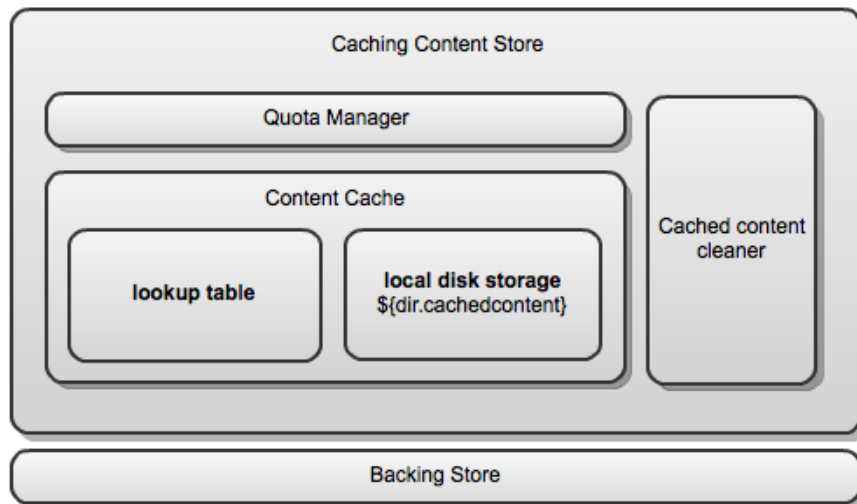 Caching Content Store
Quota Manager
Content Cache
lookup table
local disk storage
${dir.cachedcontent}
Cached content
cleaner
Backing Store